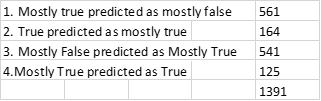 1. Mostly true predicted as mostly false 561
2. True predicted as mostly true 164
3. Mostly False predicted as Mostly True 541
4.Mostly True predicted as True 125
1391